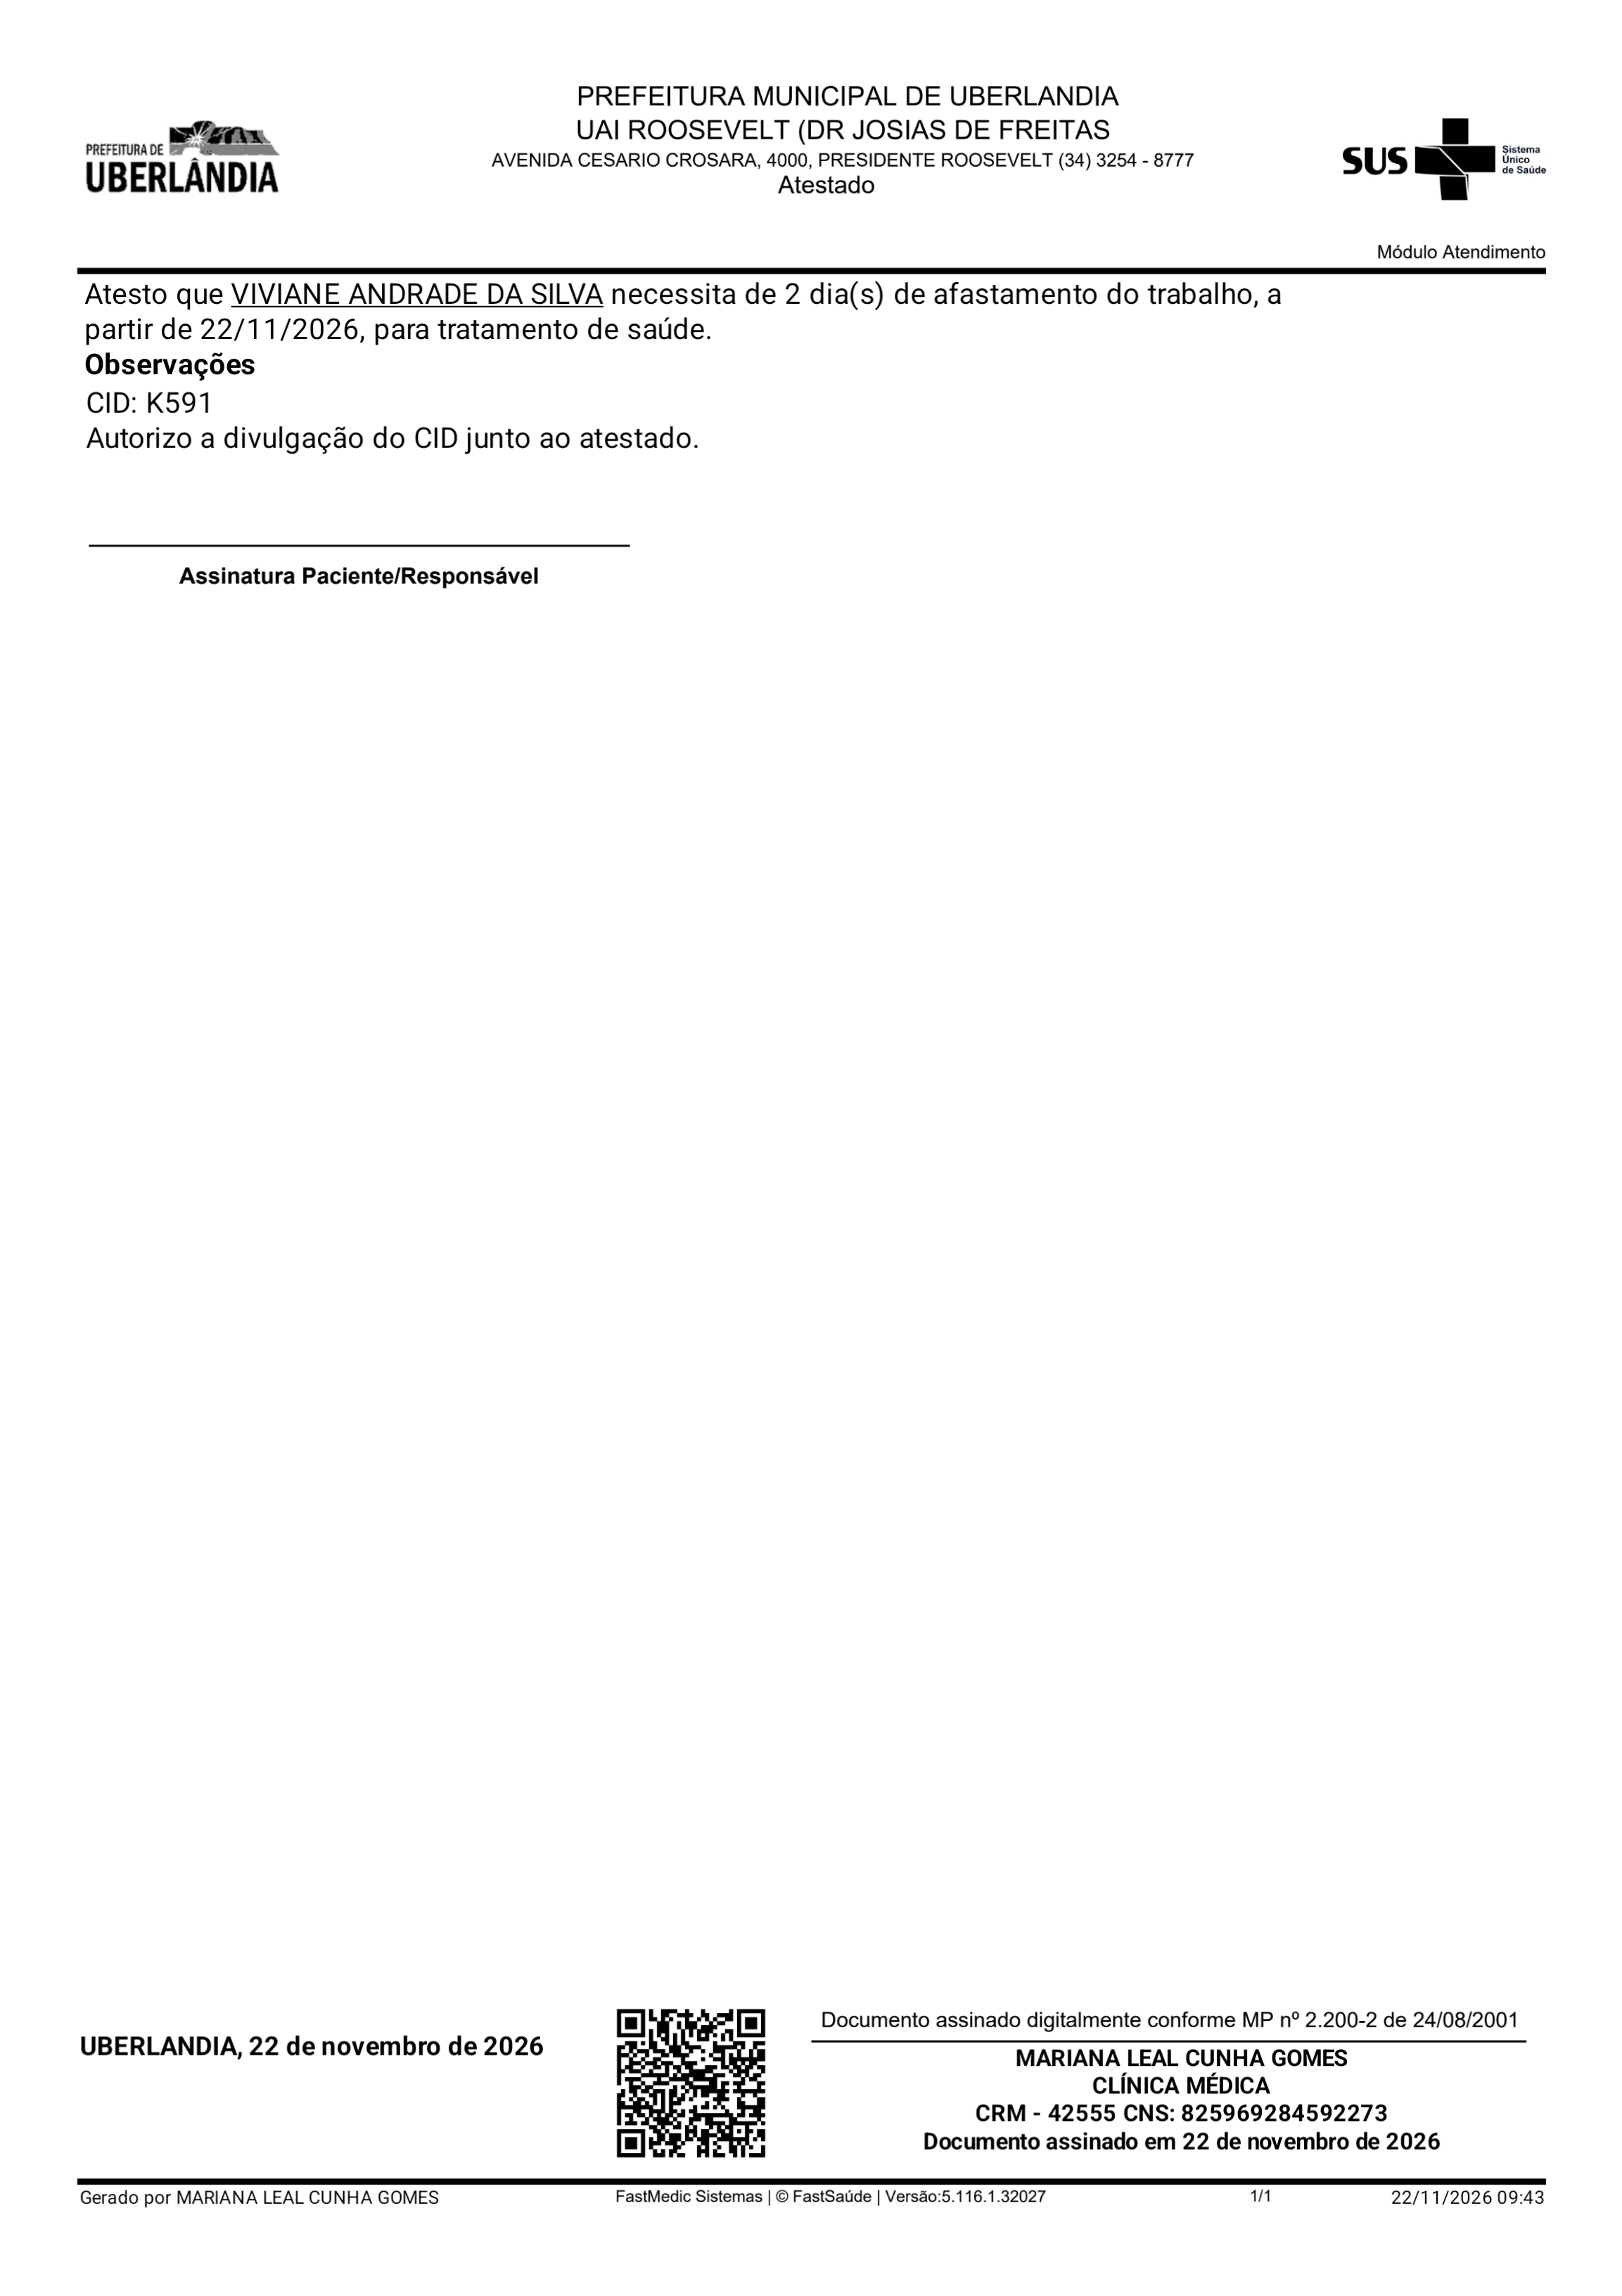 PREFEITURA DE
UBERLÂNDIA
PREFEITURA MUNICIPAL DE UBERLANDIA
UAI ROOSEVELT (DR JOSIAS DE FREITAS
AVENIDA CESARIO CROSARA, 4000, PRESIDENTE ROOSEVELT (34) 3254 - 8777
Atestado
SUS
Sistema
Único
de Saúde
Módulo Atendimento
Atesto que VIVIANE ANDRADE DA SILVA necessita de 2 dia(s) de afastamento do trabalho, a
partir de 22/11/2026, para tratamento de saúde.
Observações
CID: K591
Autorizo a divulgação do CID junto ao atestado.
Assinatura Paciente/Responsável
UBERLANDIA, 22 de novembro de 2026
Documento assinado digitalmente conforme MP nº 2.200-2 de 24/08/2001
MARIANA LEAL CUNHA GOMES
CLÍNICA MÉDICA
CRM - 42555 CNS: 825969284592273
Documento assinado em 22 de novembro de 2026
Gerado por MARIANA LEAL CUNHA GOMES
FastMedic Sistemas | © FastSaúde | Versão:5.116.1.32027
1/1
22/11/2026 09:43